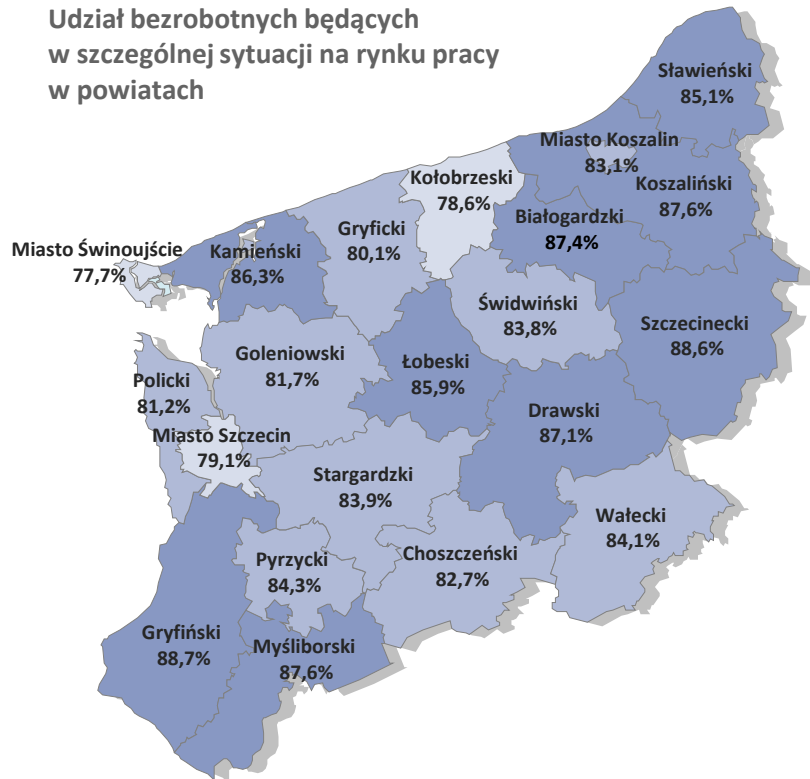 Udział bezrobotnych będących
w szczególnej sytuacji na rynku pracy
w powiatach
Sławieński
85,1%
Miasto Koszalin
83,1%
Koszaliński
87,6%
Kołobrzeski
78,6%
Białogardzki
87,4%
Gryficki
80,1%
Miasto Świnoujście
77,7%
Kamieński
86,3%
Świdwiński
83,8%
Szczecinecki
88,6%
Goleniowski
81,7%
Łobeski
85,9%
Policki
81,2%
Drawski
87,1%
Miasto Szczecin
79,1%
Stargardzki
83,9%
Wałecki
84,1%
Pyrzycki
84,3%
Choszczeński
82,7%
Gryfiński
88,7%
Myśliborski
87,6%